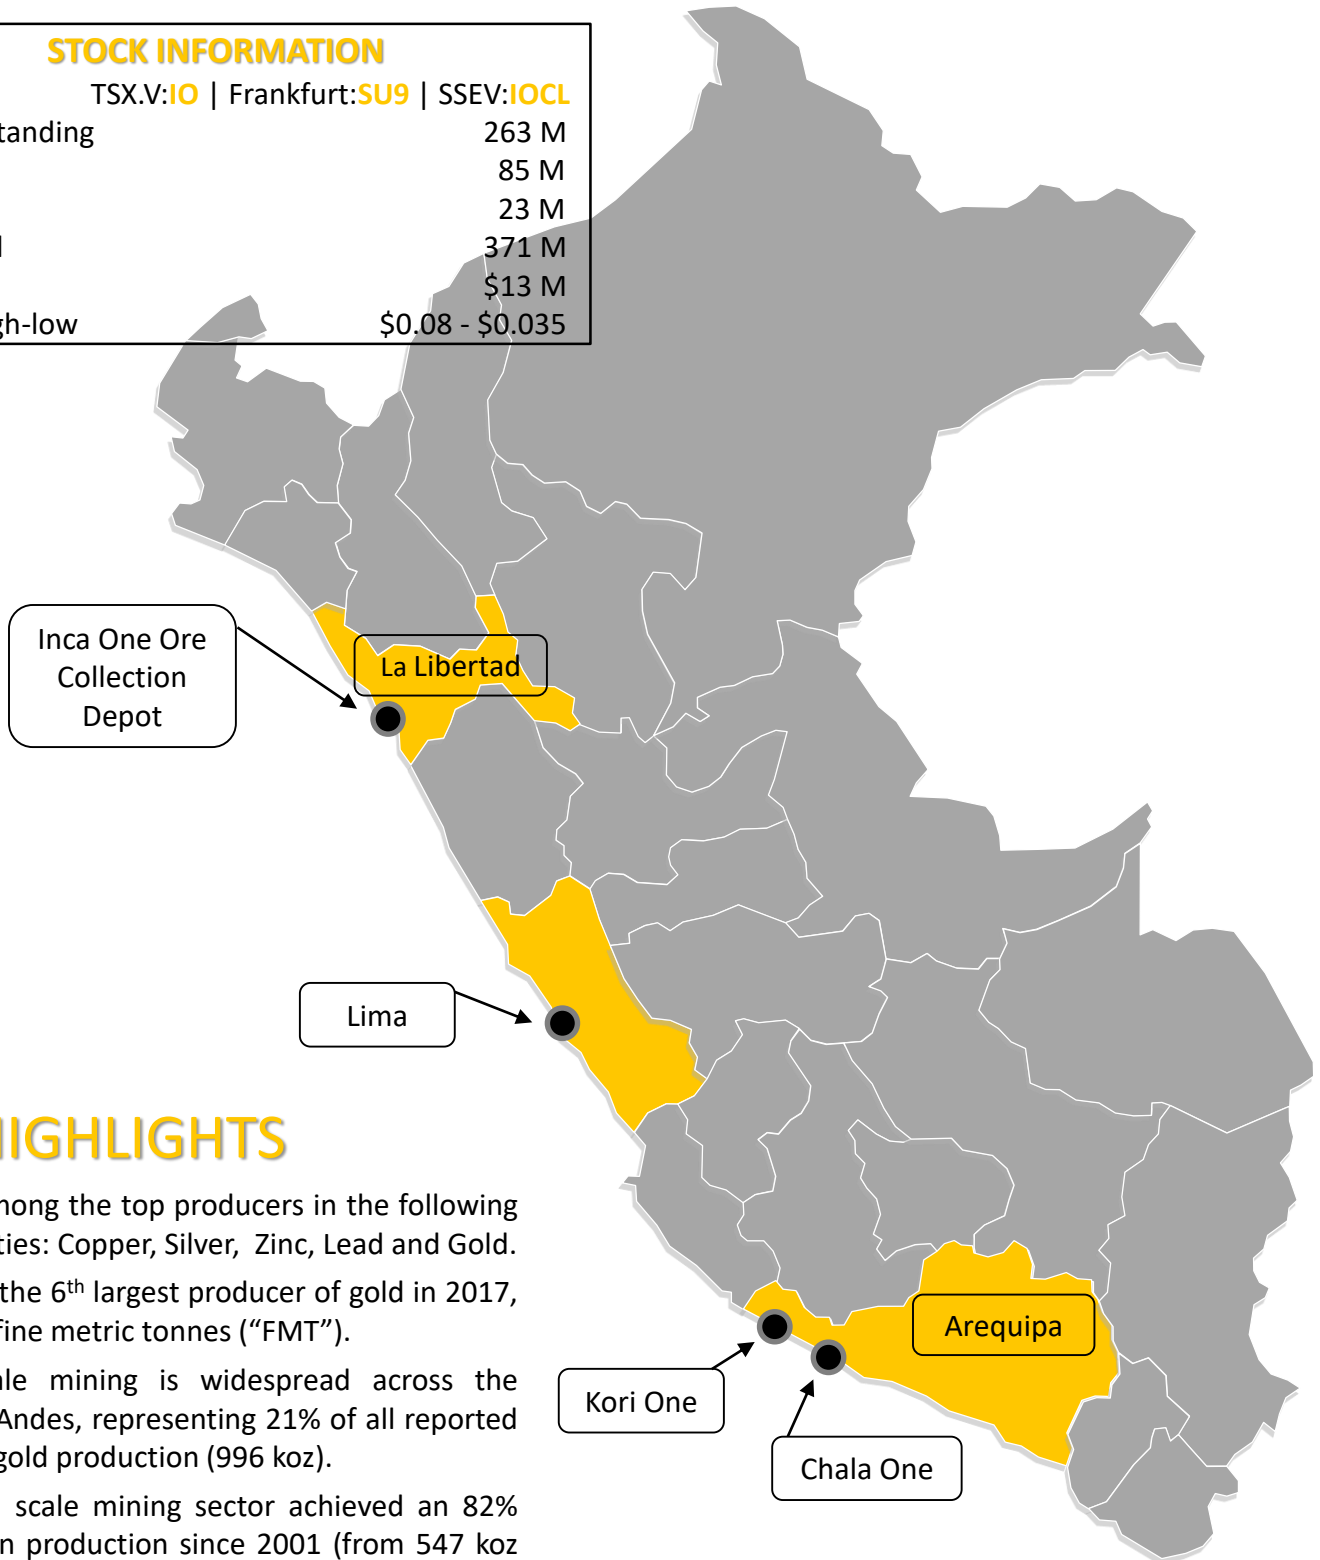 STOCK INFORMATION
TSX.V:IO | Frankfurt:SU9 | SSEV:IOCL
tanding 263 M
85 M
23 M
371 M
$13 M
gh-low $0.08 - $0.035
Inca One Ore
Collection
Depot
La Libertad
Lima
HIGHLIGHTS
mong the top producers in the following
ties: Copper, Silver, Zinc, Lead and Gold.
the 6th largest producer of gold in 2017,
fine metric tonnes (“FMT”).
ale mining is widespread across the
Andes, representing 21% of all reported
gold production (996 koz).
scale mining sector achieved an 82%
n production since 2001 (from 547 koz
Arequipa
Kori One
Chala One